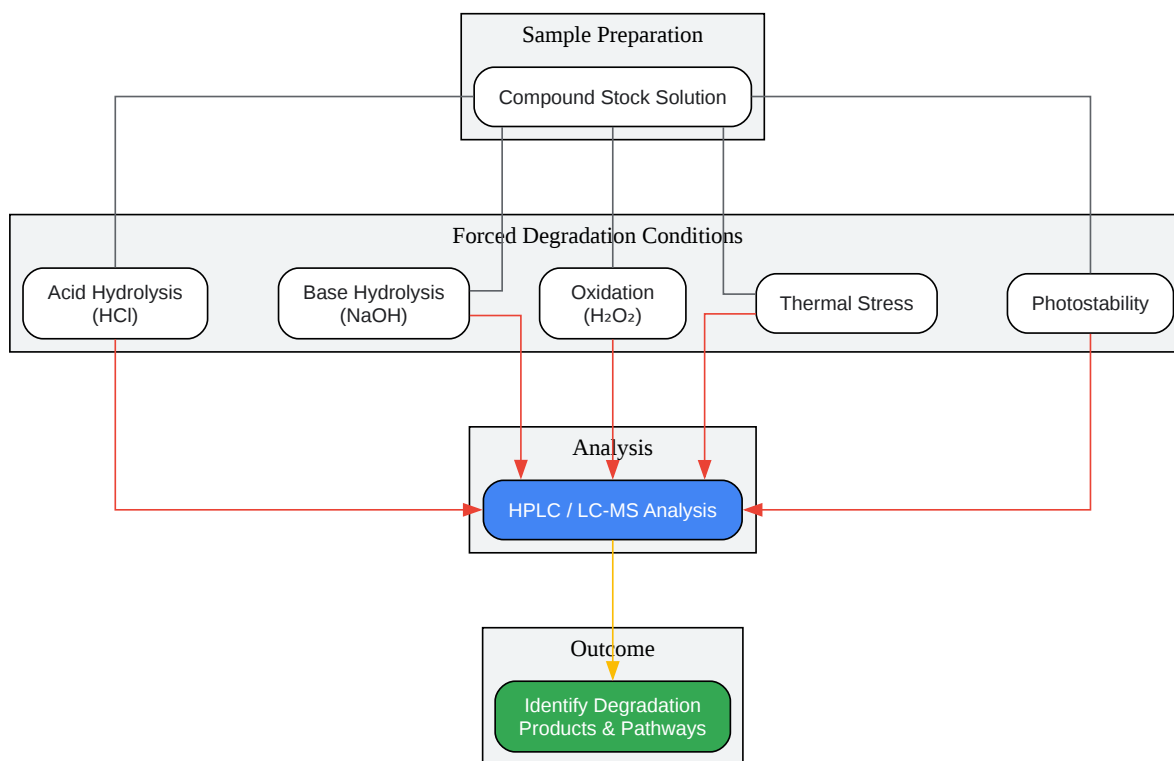 Sample Preparation
Compound Stock Solution
Forced Degradation Conditions
Acid Hydrolysis
(HCl)
Base Hydrolysis
(NaOH)
Oxidation
(H₂O₂)
Thermal Stress
Photostability
Analysis
HPLC / LC-MS Analysis
Outcome
Identify Degradation
Products & Pathways